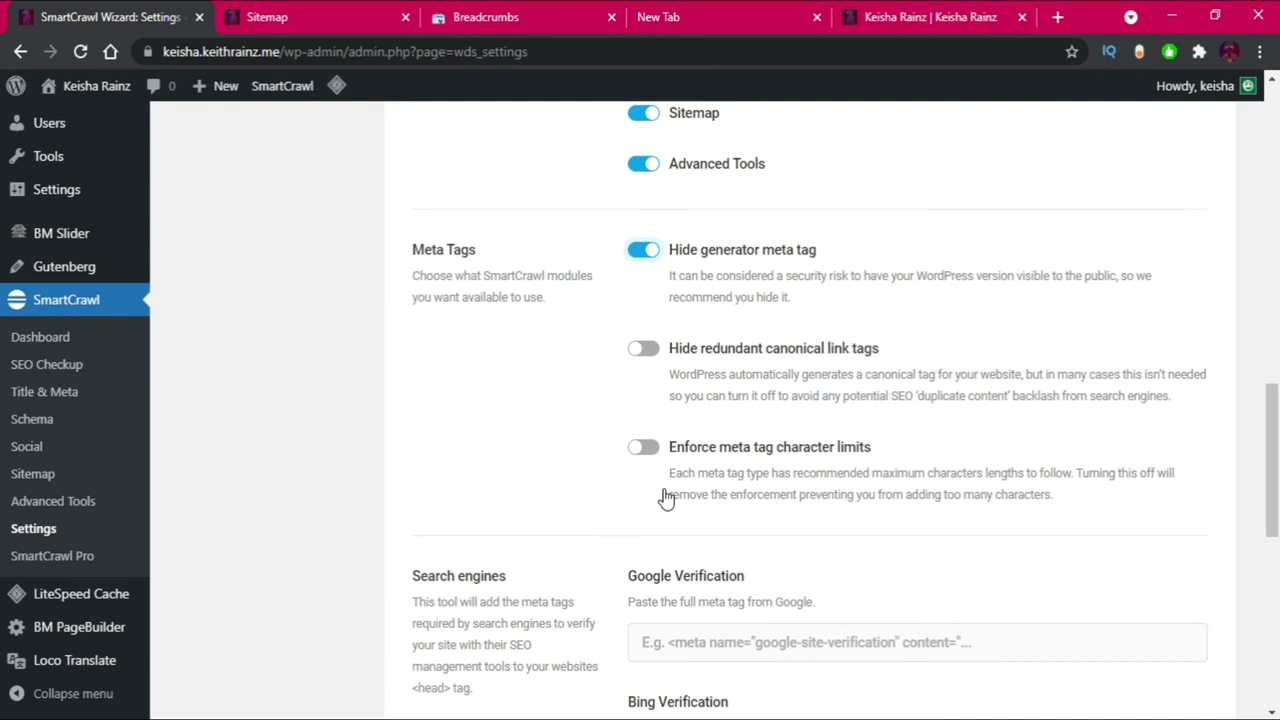 SmartCrawl Wizard: Settings
Sitemap
Breadcrumbs
New Tab
Keisha Rainz | Keisha Rainz
keisha.keithrainz.me/wp-admin/admin.php?page=wds_settings
IQ
Keisha Rainz
0
New
SmartCrawl
Howdy, keisha
Users
Tools
Settings
BM Slider
Gutenberg
SmartCrawl
Dashboard
SEO Checkup
Title & Meta
Schema
Social
Sitemap
Advanced Tools
Settings
SmartCrawl Pro
LiteSpeed Cache
BM PageBuilder
Loco Translate
Collapse menu
Sitemap
Advanced Tools
Meta Tags
Choose what SmartCrawl modules
you want available to use.
Hide generator meta tag
It can be considered a security risk to have your WordPress version visible to the public, so we
recommend you hide it.
Hide redundant canonical link tags
WordPress automatically generates a canonical tag for your website, but in many cases this isn't needed
so you can turn it off to avoid any potential SEO 'duplicate content' backlash from search engines.
Enforce meta tag character limits
Each meta tag type has recommended maximum characters lengths to follow. Turning this off will
remove the enforcement preventing you from adding too many characters.
Search engines
This tool will add the meta tags
required by search engines to verify
your site with their SEO
management tools to your websites
<head> tag.
Google Verification
Paste the full meta tag from Google.
E.g. <meta name="google-site-verification" content="...
Bing Verification